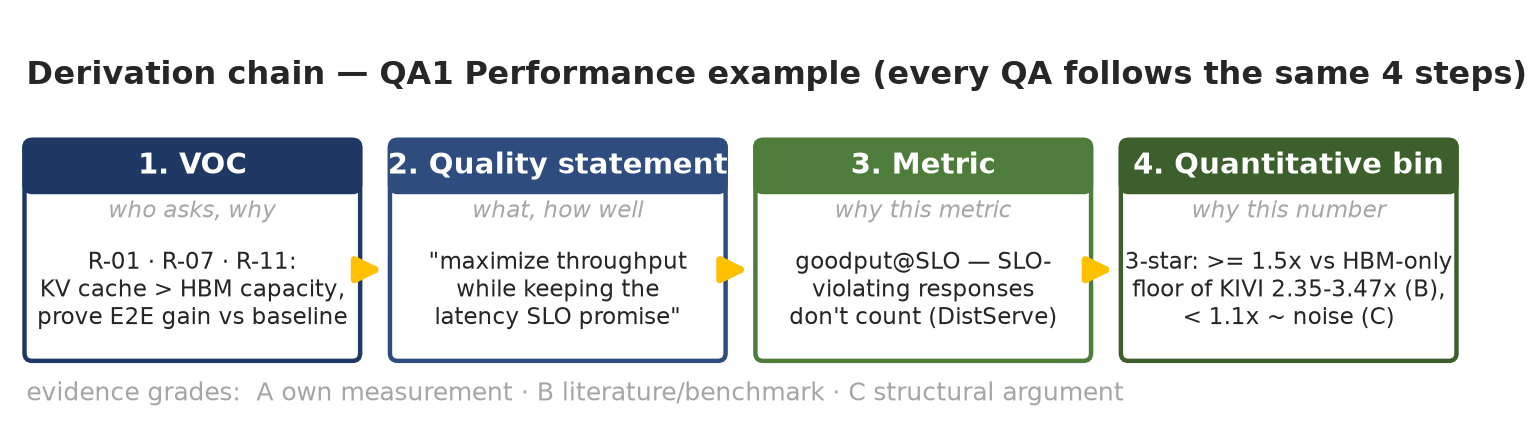 Derivation chain — QA1 Performance example (every QA follows the same 4 steps)
1. VOC
who asks, why
R-01 · R-07 · R-11:
KV cache > HBM capacity,
prove E2E gain vs baseline
2. Quality statement
what, how well
"maximize throughput
while keeping the
latency SLO promise"
3. Metric
why this metric
goodput@SLO — SLO-
violating responses
don't count (DistServe)
4. Quantitative bin
why this number
3-star: >= 1.5x vs HBM-only
floor of KIVI 2.35-3.47x (B),
< 1.1x ~ noise (C)
evidence grades:  A own measurement · B literature/benchmark · C structural argument